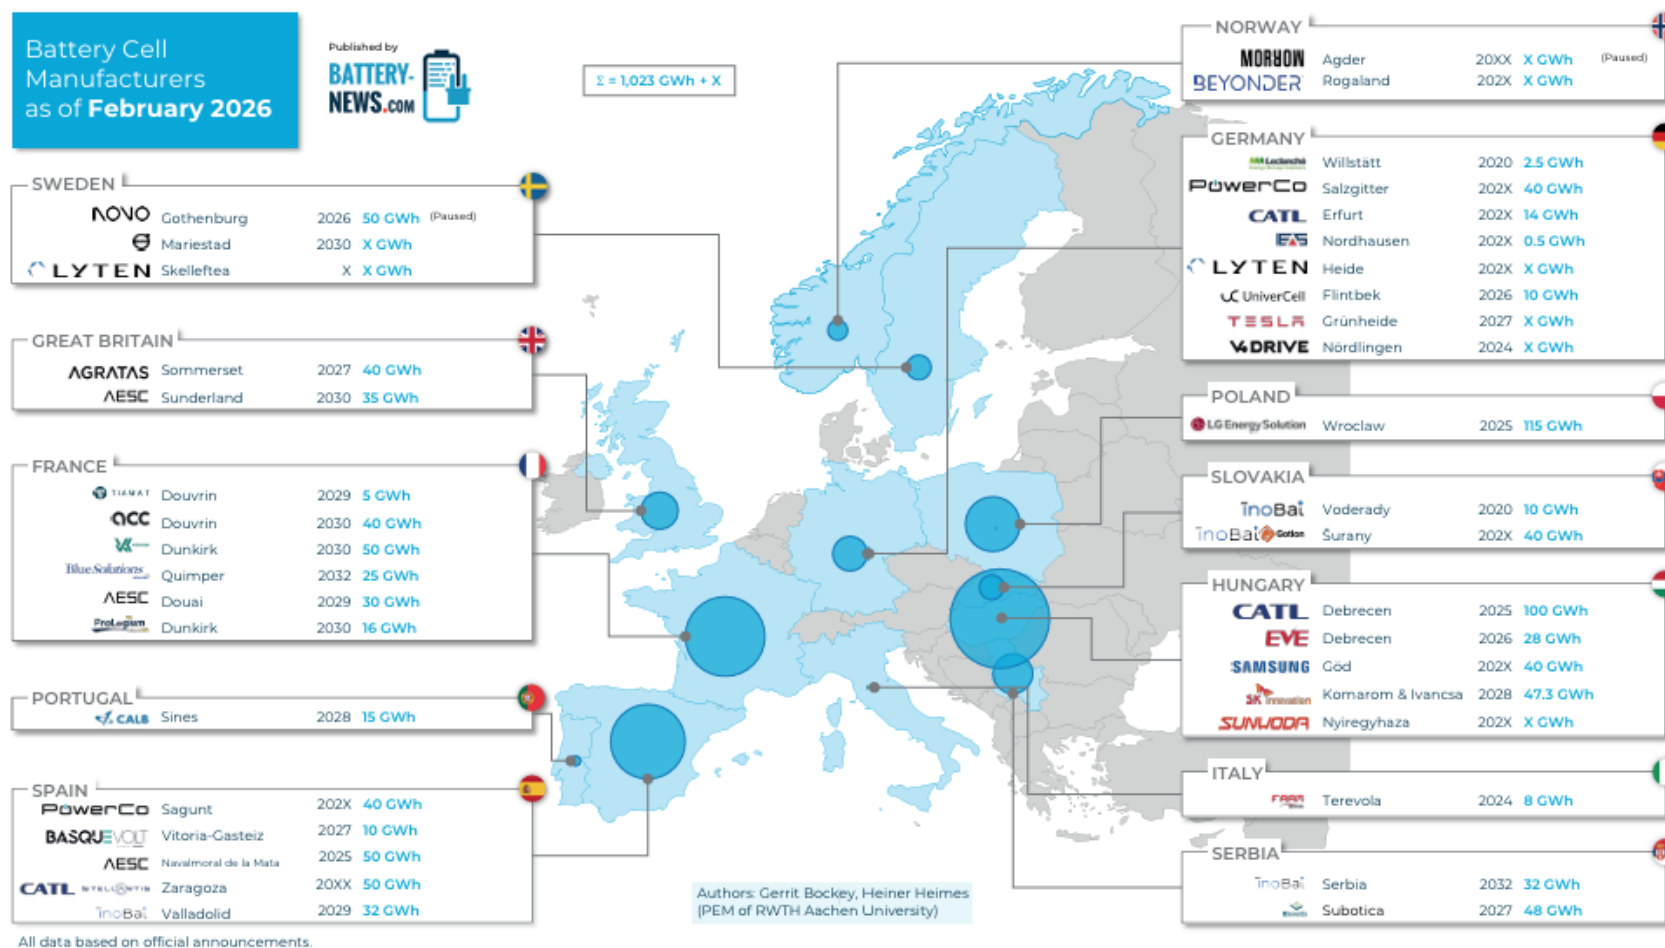 Battery Cell
Manufacturers
as of February 2026
Published by
BATTERY-
NEWS.COM
Σ = 1,023 GWh + X
SWEDEN
NOVO Gothenburg 2026 50 GWh (Paused)
Mariestad 2030 X GWh
LYTEN Skelleftea X X GWh
GREAT BRITAIN
AGRATAS Sommerset 2027 40 GWh
AESC Sunderland 2030 35 GWh
FRANCE
TIAMAT Douvrin 2029 5 GWh
acc Douvrin 2030 40 GWh
Dunkirk 2030 50 GWh
BlueSolutions Quimper 2032 25 GWh
AESC Douai 2029 30 GWh
ProLogium Dunkirk 2030 16 GWh
PORTUGAL
CALB Sines 2028 15 GWh
SPAIN
PowerCo Sagunt 202X 40 GWh
BASQUEVOLT Vitoria-Gasteiz 2027 10 GWh
AESC Navalmoral de la Mata 2025 50 GWh
CATL STELLANTIS Zaragoza 20XX 50 GWh
InoBat Valladolid 2029 32 GWh
All data based on official announcements.
NORWAY
MORROW Agder 20XX X GWh (Paused)
BEYONDER Rogaland 202X X GWh
GERMANY
Leclanché Willstätt 2020 2.5 GWh
PowerCo Salzgitter 202X 40 GWh
CATL Erfurt 202X 14 GWh
EAS Nordhausen 202X 0.5 GWh
LYTEN Heide 202X X GWh
UniverCell Flintbek 2026 10 GWh
TESLA Grünheide 2027 X GWh
V4DRIVE Nördlingen 2024 X GWh
POLAND
LG Energy Solution Wroclaw 2025 115 GWh
SLOVAKIA
InoBat Voderady 2020 10 GWh
InoBat Gotion Šurany 202X 40 GWh
HUNGARY
CATL Debrecen 2025 100 GWh
EVE Debrecen 2026 28 GWh
SAMSUNG Göd 202X 40 GWh
SK innovation Komarom & Ivancsa 2028 47.3 GWh
SUNWODA Nyiregyhaza 202X X GWh
ITALY
FAAM Terevola 2024 8 GWh
SERBIA
InoBat Serbia 2032 32 GWh
Subotica 2027 48 GWh
Authors: Gerrit Bockey, Heiner Heimes
(PEM of RWTH Aachen University)